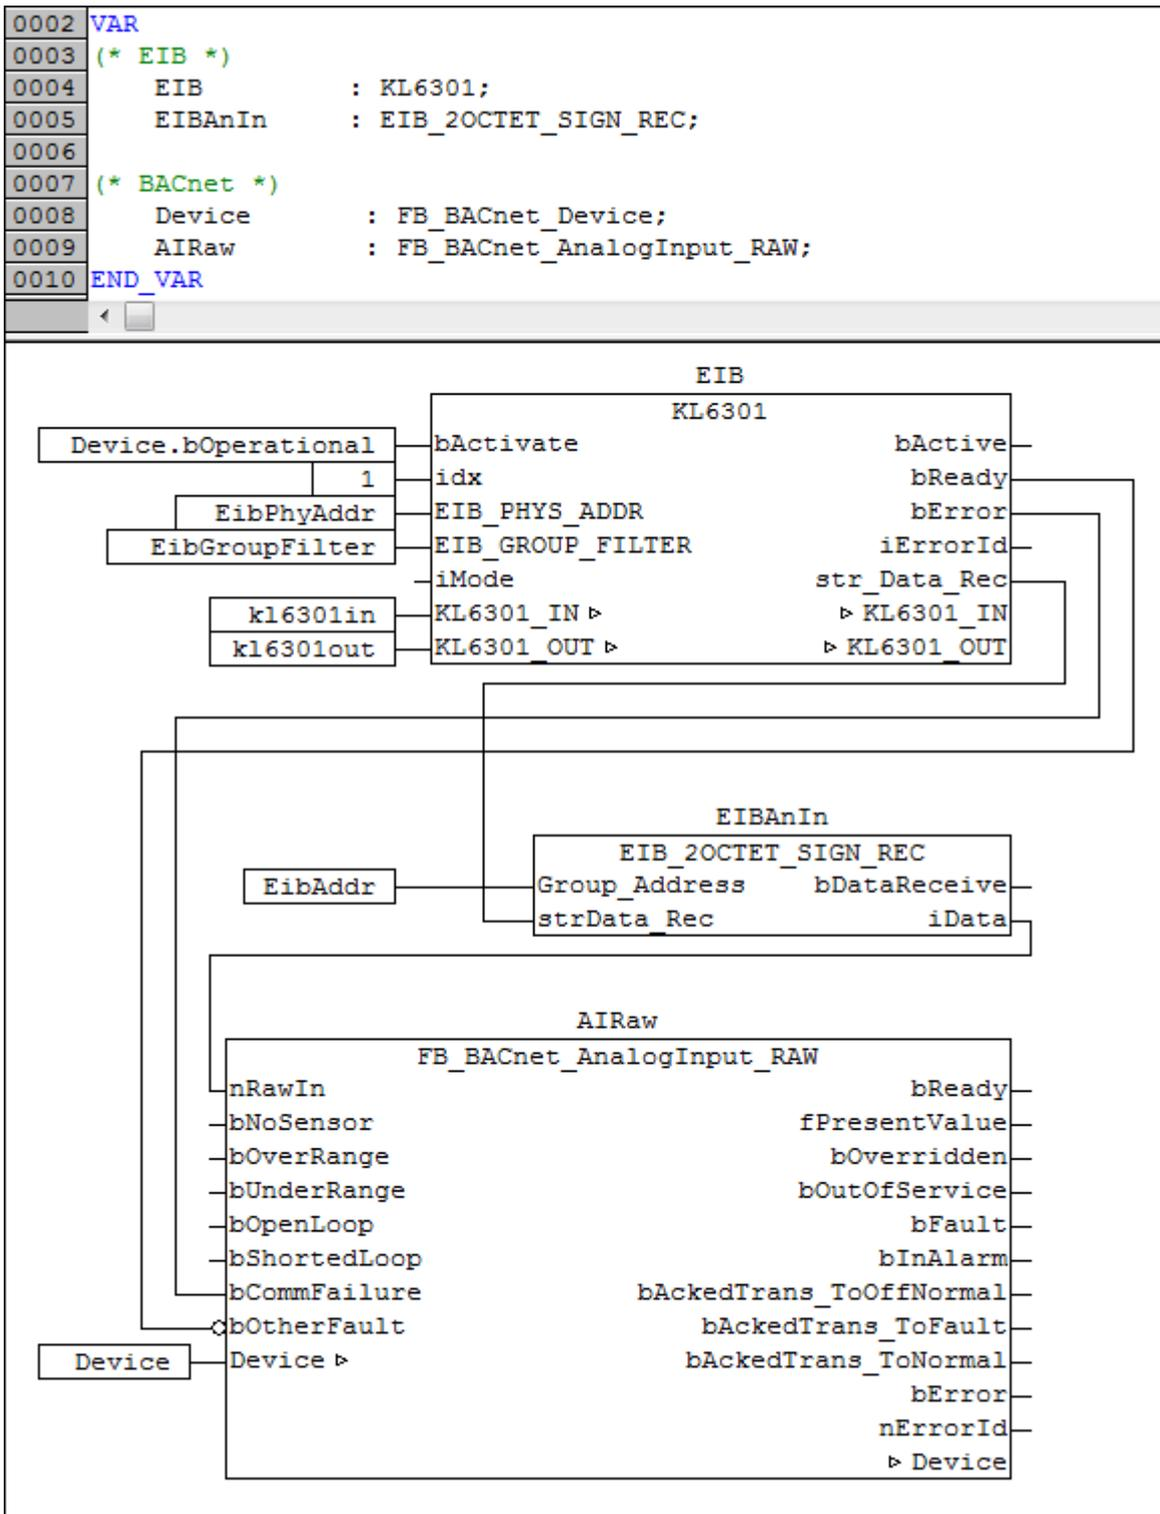 0002 VAR
0003 (* EIB *)
0004 EIB : KL6301;
0005 EIBAnIn : EIB_2OCTET_SIGN_REC;
0006
0007 (* BACnet *)
0008 Device : FB_BACnet_Device;
0009 AIRaw : FB_BACnet_AnalogInput_RAW;
0010 END_VAR
EIB
KL6301
Device.bOperational bActivate bActive
1 idx bReady
EibPhyAddr EIB_PHYS_ADDR bError
EibGroupFilter EIB_GROUP_FILTER iErrorId
iMode str_Data_Rec
kl6301in KL6301_IN KL6301_IN
kl6301out KL6301_OUT KL6301_OUT
EIBAnIn
EIB_2OCTET_SIGN_REC
EibAddr Group_Address bDataReceive
strData_Rec iData
AIRaw
FB_BACnet_AnalogInput_RAW
nRawIn bReady
bNoSensor fPresentValue
bOverRange bOverridden
bUnderRange bOutOfService
bOpenLoop bFault
bShortedLoop bInAlarm
bCommFailure bAckedTrans_ToOffNormal
bOtherFault bAckedTrans_ToFault
Device Device bAckedTrans_ToNormal
bError
nErrorId
Device